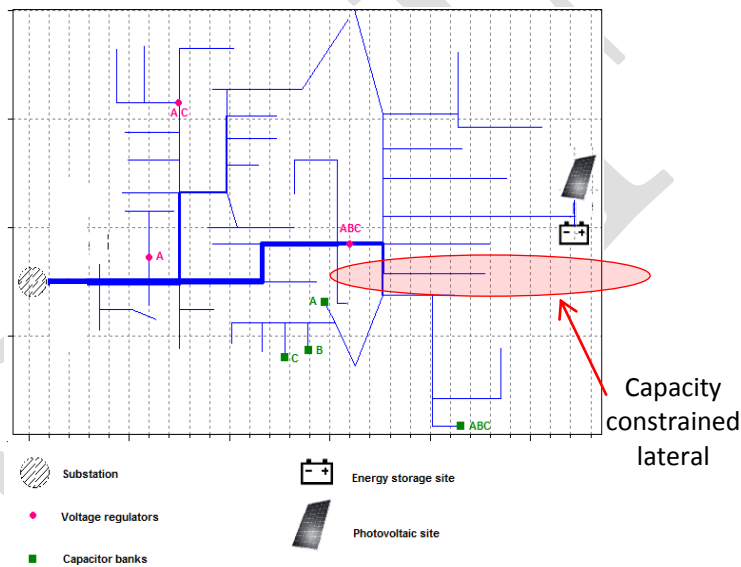 A C
ABC
A
A
B
C
ABC
Capacity
constrained
lateral
Substation
Energy storage site
Voltage regulators
Photovoltaic site
Capacitor banks